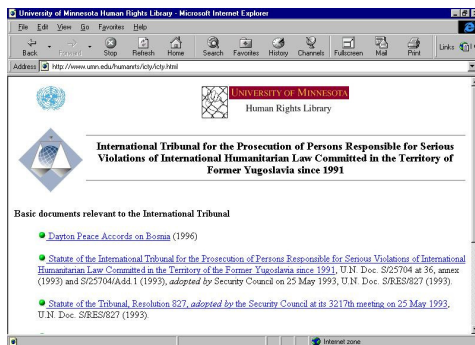 University of Minnesota Human Rights Library - Microsoft Internet Explorer
File Edit View Go Favorites Help
Back Forward Stop Refresh Home Search Favorites History Channels Fullscreen Mail Print Links
Address http://www.umn.edu/humanrts/icty/icty.html
UNIVERSITY OF MINNESOTA
Human Rights Library
International Tribunal for the Prosecution of Persons Responsible for Serious
Violations of International Humanitarian Law Committed in the Territory of
Former Yugoslavia since 1991
Basic documents relevant to the International Tribunal
Dayton Peace Accords on Bosnia (1996)
Statute of the International Tribunal for the Prosecution of Persons Responsible for Serious Violations of International
Humanitarian Law Committed in the Territory of the Former Yugoslavia since 1991, U.N. Doc. S/25704 at 36, annex
(1993) and S/25704/Add.1 (1993), adopted by Security Council on 25 May 1993, U.N. Doc. S/RES/827 (1993).
Statute of the Tribunal, Resolution 827, adopted by the Security Council at its 3217th meeting on 25 May 1993,
U.N. Doc. S/RES/827 (1993).
Internet zone